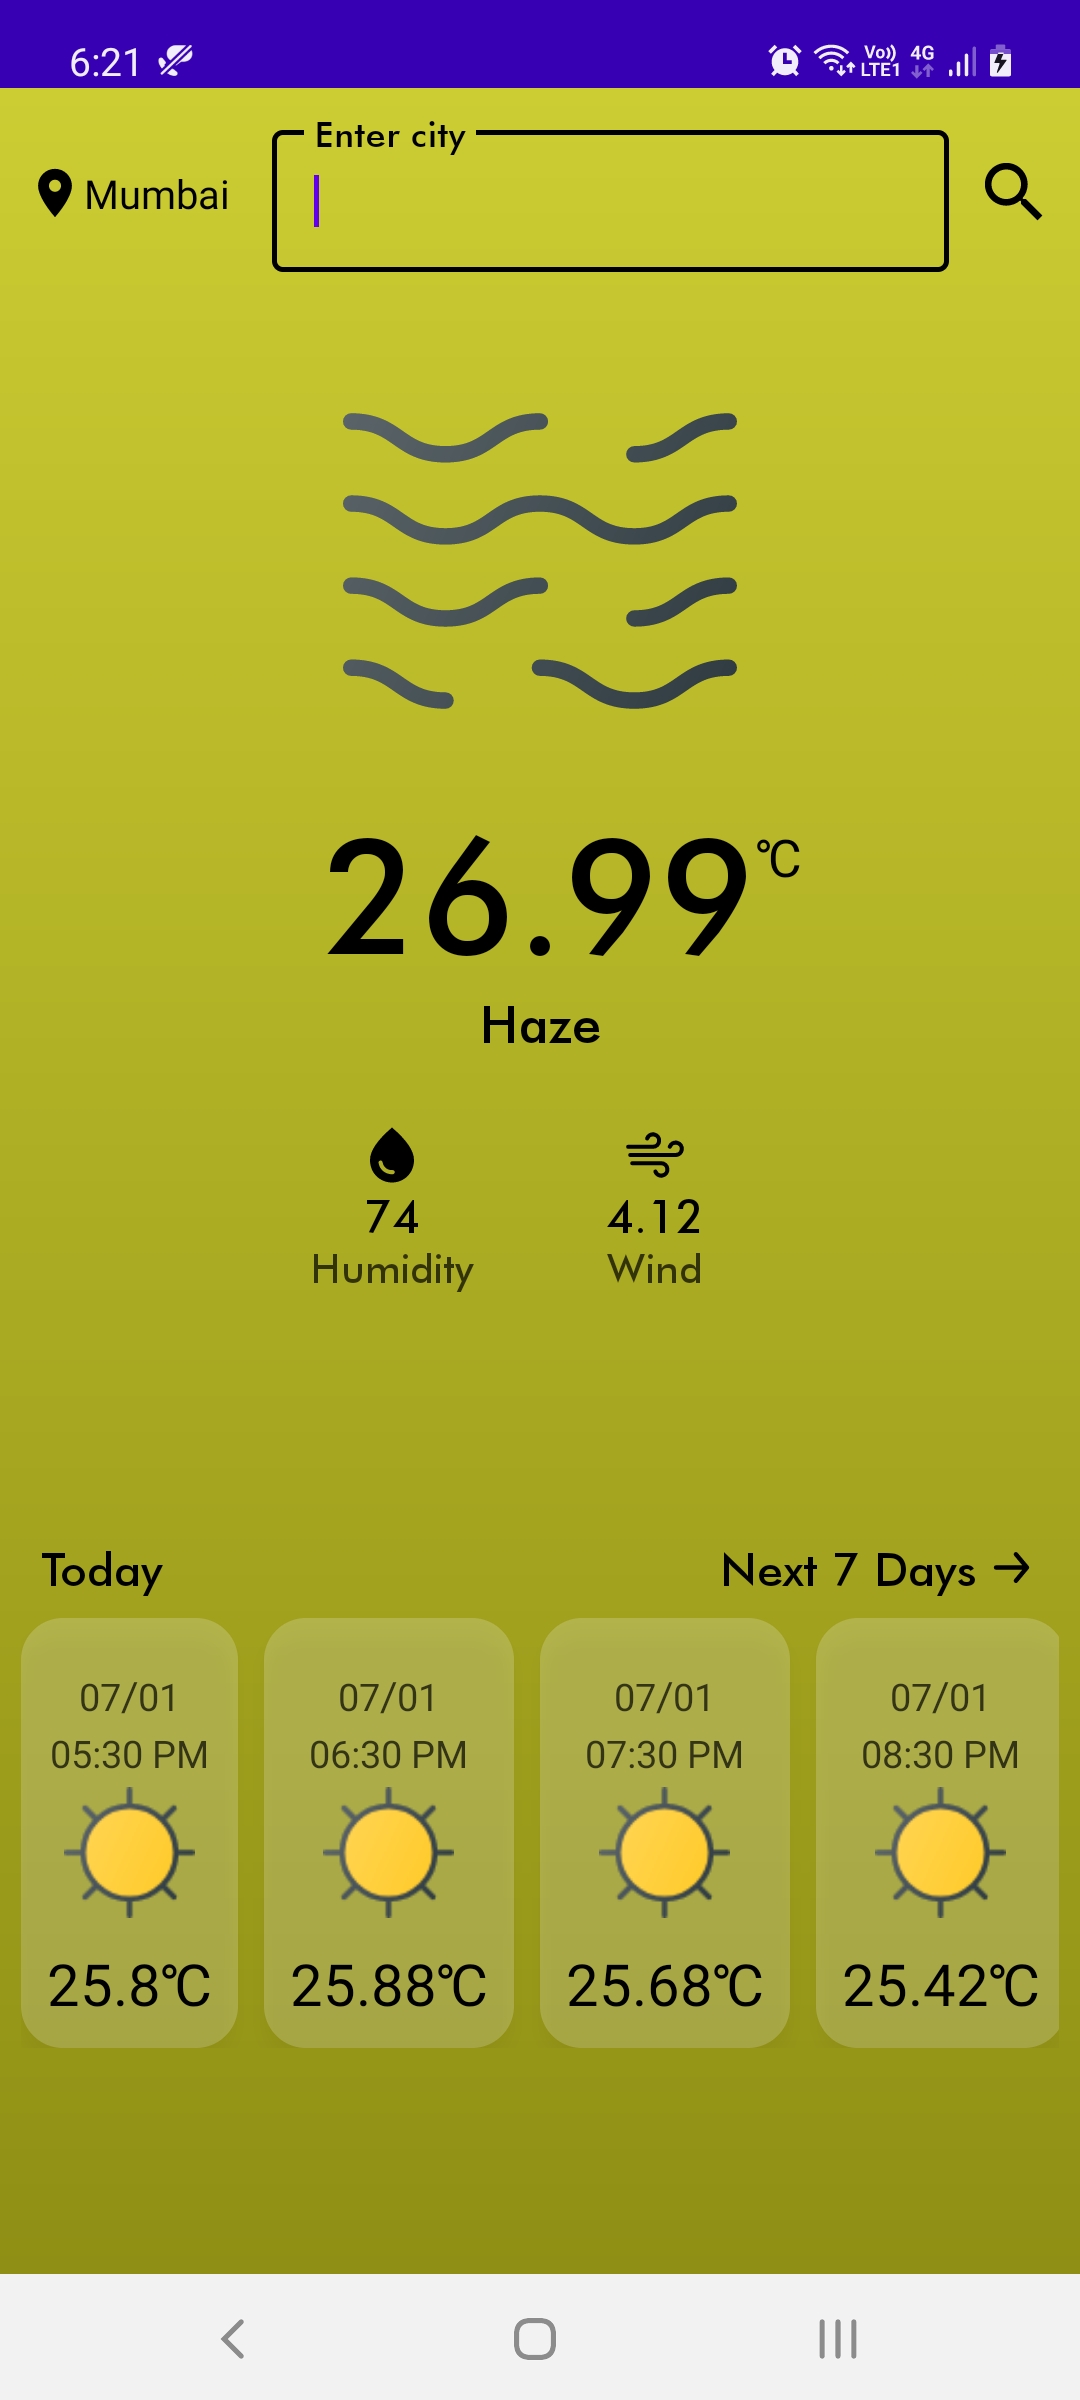 6:21
Vo)) LTE1 4G
Enter city
Mumbai
26.99℃
Haze
74
Humidity
4.12
Wind
Today
Next 7 Days
07/01
05:30 PM
25.8℃
07/01
06:30 PM
25.88℃
07/01
07:30 PM
25.68℃
07/01
08:30 PM
25.42℃